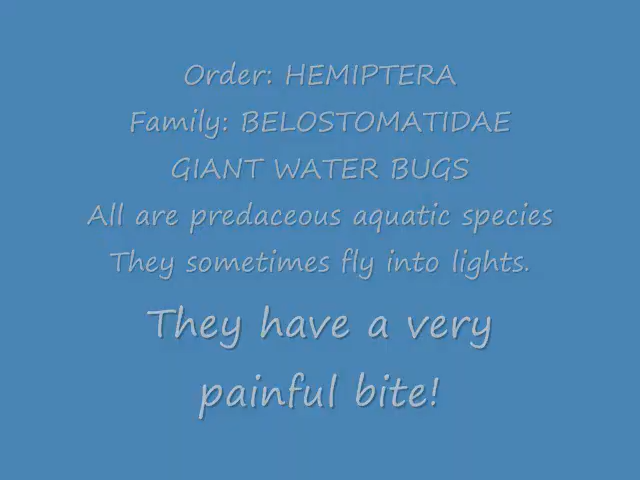 Order: HEMIPTERA
Family: BELOSTOMATIDAE
GIANT WATER BUGS
All are predaceous aquatic species
They sometimes fly into lights.
They have a very
painful bite!